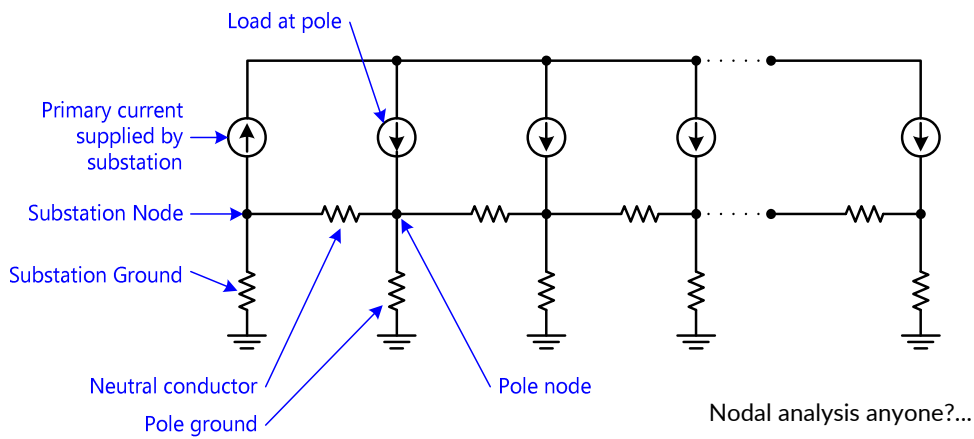 Load at pole
Primary current
supplied by
substation
Substation Node
Substation Ground
Neutral conductor
Pole node
Pole ground
Nodal analysis anyone?...